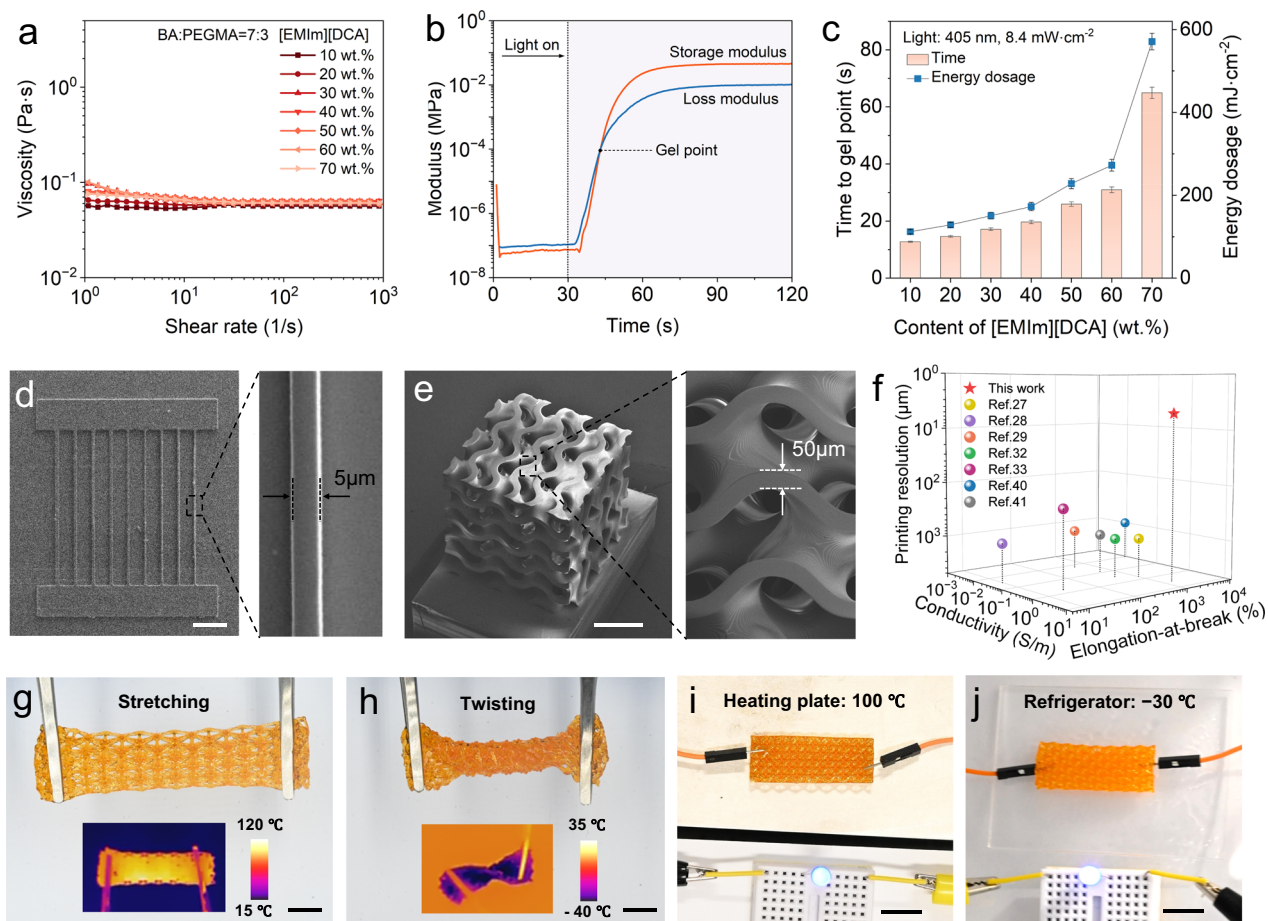 a
BA:PEGMA=7:3 [EMIm][DCA]
10 wt.%
20 wt.%
30 wt.%
40 wt.%
50 wt.%
60 wt.%
70 wt.%
Viscosity (Pa·s)
10⁰
10⁻¹
10⁻²
10⁰ 10¹ 10² 10³
Shear rate (1/s)
b
Light on
Storage modulus
Loss modulus
Gel point
Modulus (MPa)
10⁰
10⁻²
10⁻⁴
10⁻⁶
10⁻⁸
0 30 60 90 120
Time (s)
c
Light: 405 nm, 8.4 mW·cm⁻²
Time
Energy dosage
Time to gel point (s)
80
60
40
20
0
Energy dosage (mJ·cm⁻²)
600
400
200
0
10 20 30 40 50 60 70
Content of [EMIm][DCA] (wt.%)
d
5μm
e
50μm
f
This work
Ref.27
Ref.28
Ref.29
Ref.32
Ref.33
Ref.40
Ref.41
Printing resolution (μm)
10⁰
10¹
10²
10³
10⁻³ 10⁻² 10⁻¹ 10⁰ 10¹
Conductivity (S/m)
10¹ 10² 10³ 10⁴
Elongation-at-break (%)
g
Stretching
120 ℃
15 ℃
h
Twisting
35 ℃
- 40 ℃
i
Heating plate: 100 ℃
j
Refrigerator: −30 ℃